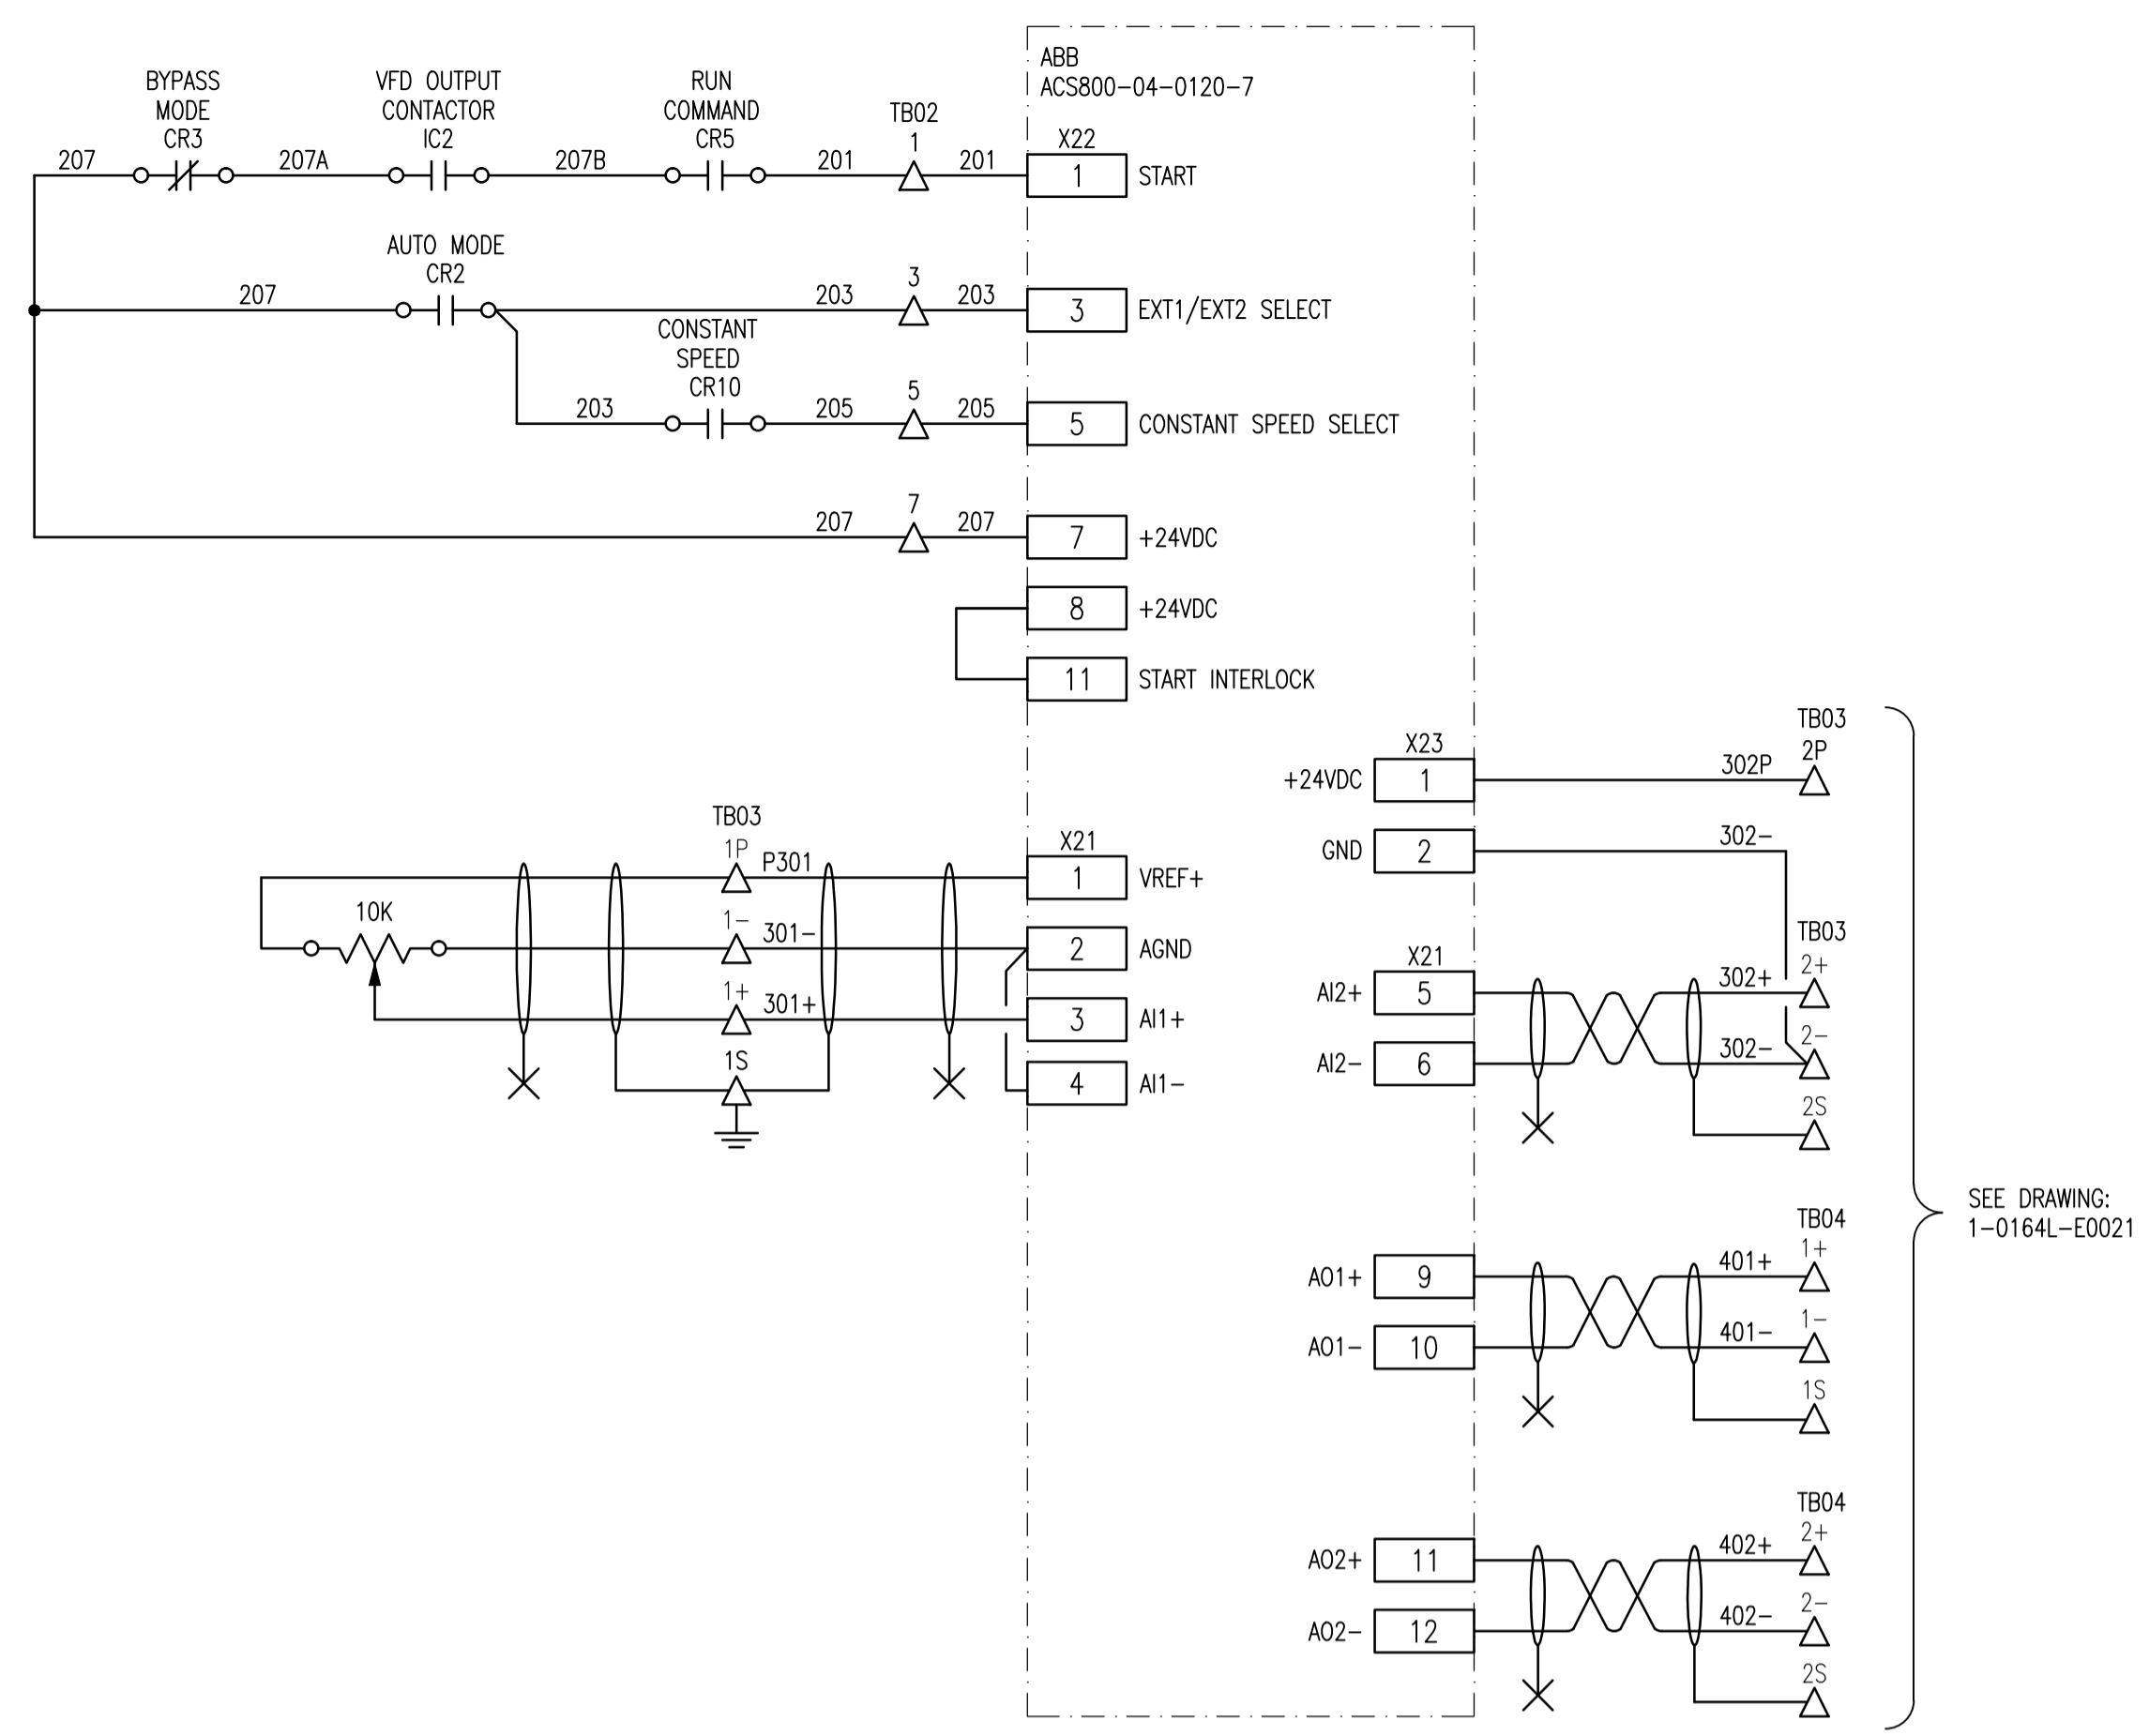 ABB
ACS800-04-0120-7
BYPASS
MODE
CR3
VFD OUTPUT
CONTACTOR
IC2
RUN
COMMAND
CR5
TB02
1
X22
207
207A
207B
201
201
1
START
AUTO MODE
CR2
3
207
203
203
3
EXT1/EXT2 SELECT
CONSTANT
SPEED
CR10
5
203
205
205
5
CONSTANT SPEED SELECT
7
207
207
7
+24VDC
8
+24VDC
11
START INTERLOCK
TB03
1P
P301
X21
1
VREF+
10K
1-
301-
2
AGND
1+
301+
3
AI1+
1S
4
AI1-
X23
TB03
2P
+24VDC
1
302P
GND
2
302-
X21
TB03
2+
AI2+
5
302+
2-
AI2-
6
302-
2S
SEE DRAWING:
1-0164L-E0021
TB04
1+
AO1+
9
401+
1-
AO1-
10
401-
1S
TB04
2+
AO2+
11
402+
2-
AO2-
12
402-
2S